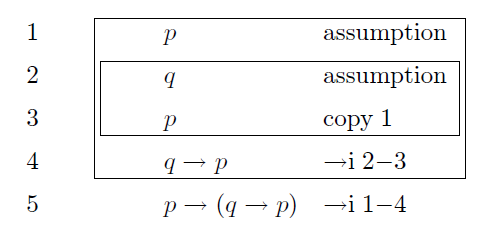 1 p assumption
2 q assumption
3 p copy 1
4 q → p →i 2−3
5 p → (q → p) →i 1−4